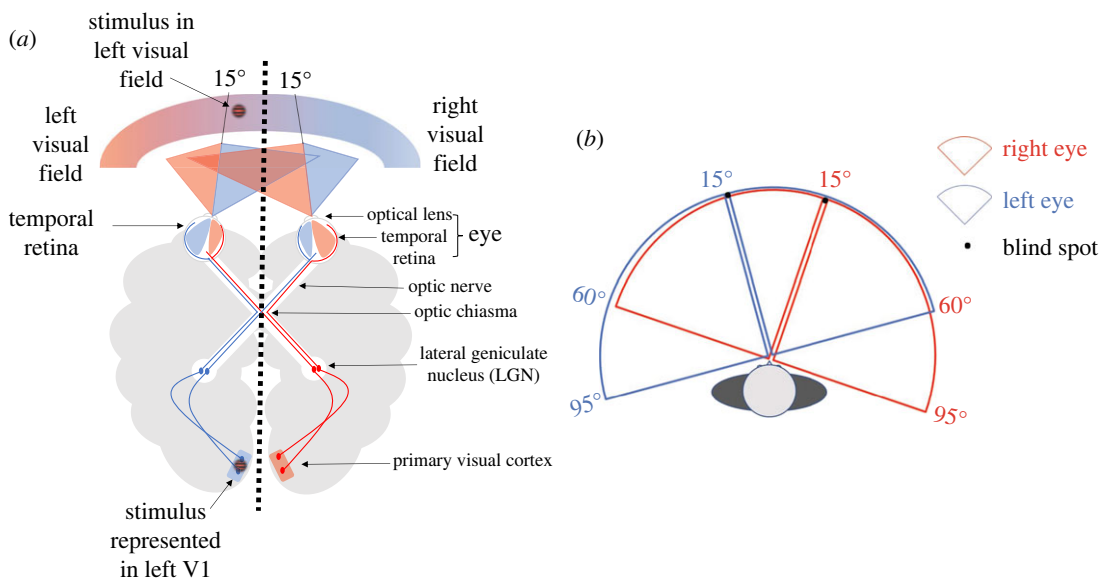 (a)
stimulus in
left visual
field
15°
15°
left
visual
field
right
visual
field
temporal
retina
optical lens
temporal
retina
eye
optic nerve
optic chiasma
lateral geniculate
nucleus (LGN)
primary visual cortex
stimulus
represented
in left V1
(b)
15°
15°
60°
60°
95°
95°
right eye
left eye
blind spot